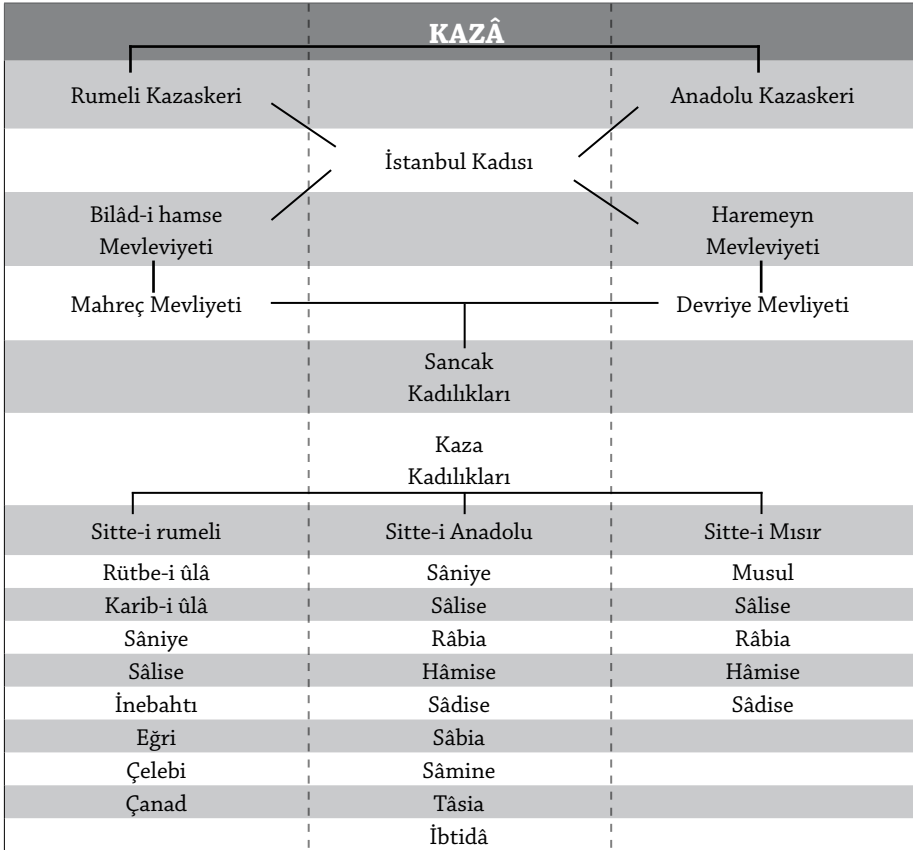 KAZÂ
Rumeli Kazaskeri
Anadolu Kazaskeri
İstanbul Kadısı
Bilâd-i hamse
Mevleviyeti
Haremeyn
Mevleviyeti
Mahreç Mevliyeti
Devriye Mevliyeti
Sancak
Kadılıkları
Kaza
Kadılıkları
Sitte-i rumeli
Sitte-i Anadolu
Sitte-i Mısır
Rütbe-i ûlâ
Sâniye
Musul
Karib-i ûlâ
Sâlise
Sâlise
Sâniye
Râbia
Râbia
Sâlise
Hâmise
Hâmise
İnebahtı
Sâdise
Sâdise
Eğri
Sâbia
Çelebi
Sâmine
Çanad
Tâsia
İbtidâ